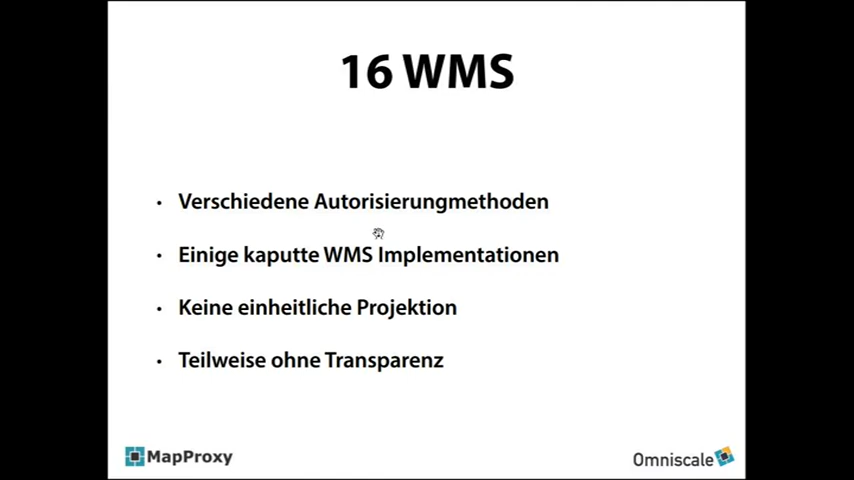 16 WMS
• Verschiedene Autorisierungmethoden
• Einige kaputte WMS Implementationen
• Keine einheitliche Projektion
• Teilweise ohne Transparenz
MapProxy
Omniscale